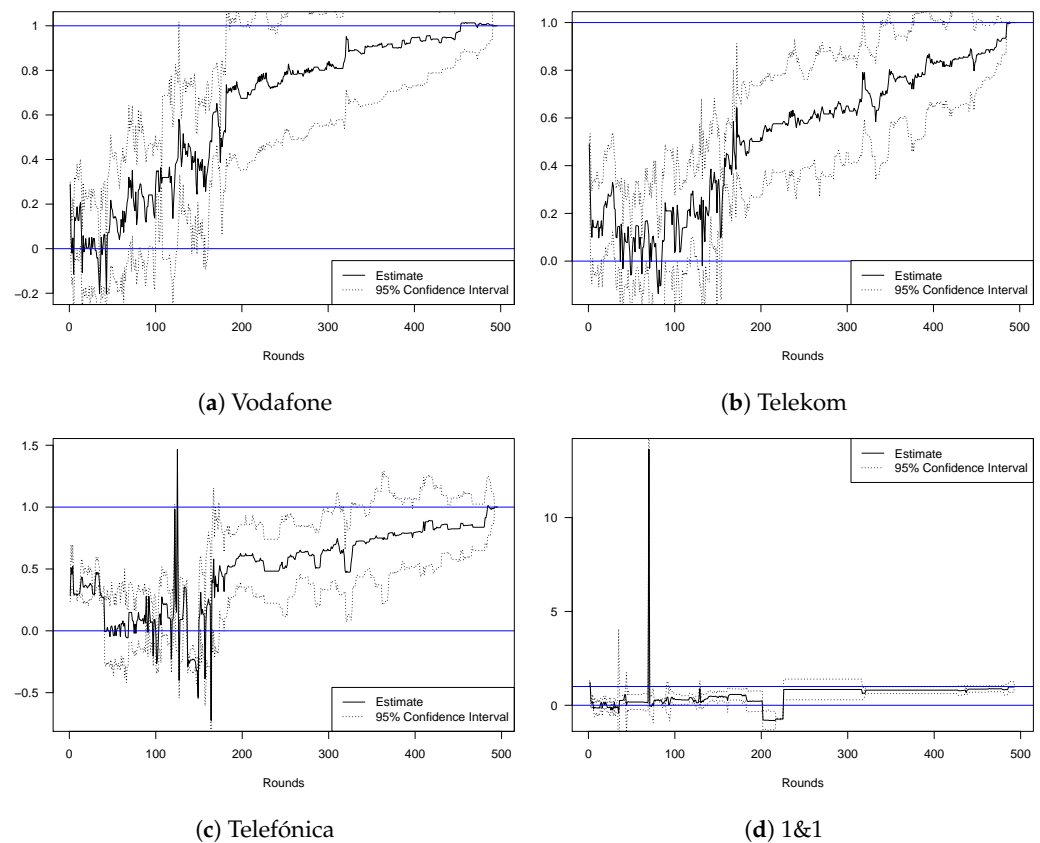 1
0.8
0.6
0.4
0.2
0
−0.2
0 100 200 300 400 500
Rounds
Estimate
95% Confidence Interval
(a) Vodafone
1.0
0.8
0.6
0.4
0.2
0.0
0 100 200 300 400 500
Rounds
Estimate
95% Confidence Interval
(b) Telekom
1.5
1.0
0.5
0.0
−0.5
0 100 200 300 400 500
Rounds
Estimate
95% Confidence Interval
(c) Telefónica
10
5
0
0 100 200 300 400 500
Rounds
Estimate
95% Confidence Interval
(d) 1&1